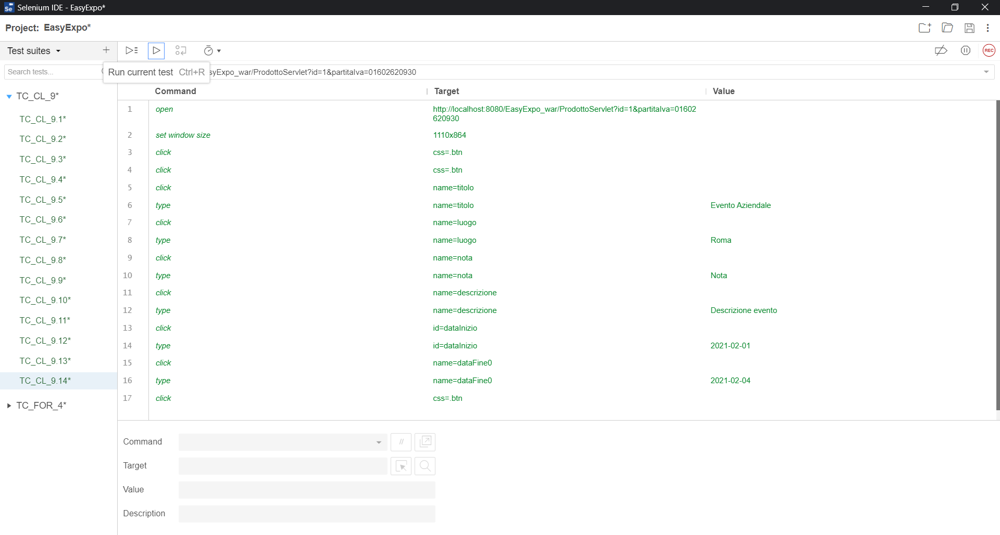 Selenium IDE - EasyExpo*
Project: EasyExpo*
Test suites
Search tests...
Run current test Ctrl+R
syExpo_war/ProdottoServlet?id=1&partitaIva=01602620930
REC
Command Target Value
TC_CL_9*
TC_CL_9.1*
TC_CL_9.2*
TC_CL_9.3*
TC_CL_9.4*
TC_CL_9.5*
TC_CL_9.6*
TC_CL_9.7*
TC_CL_9.8*
TC_CL_9.9*
TC_CL_9.10*
TC_CL_9.11*
TC_CL_9.12*
TC_CL_9.13*
TC_CL_9.14*
TC_FOR_4*
1 open http://localhost:8080/EasyExpo_war/ProdottoServlet?id=1&partitaIva=01602
620930
2 set window size 1110x864
3 click css=.btn
4 click css=.btn
5 click name=titolo
6 type name=titolo Evento Aziendale
7 click name=luogo
8 type name=luogo Roma
9 click name=nota
10 type name=nota Nota
11 click name=descrizione
12 type name=descrizione Descrizione evento
13 click id=dataInizio
14 type id=dataInizio 2021-02-01
15 click name=dataFine0
16 type name=dataFine0 2021-02-04
17 click css=.btn
Command //
Target
Value
Description